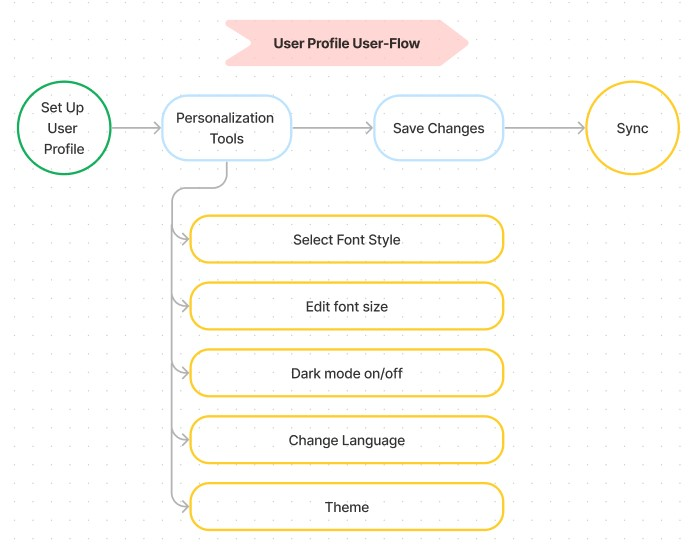 User Profile User-Flow
Set Up
User
Profile
Personalization
Tools
Save Changes
Sync
Select Font Style
Edit font size
Dark mode on/off
Change Language
Theme